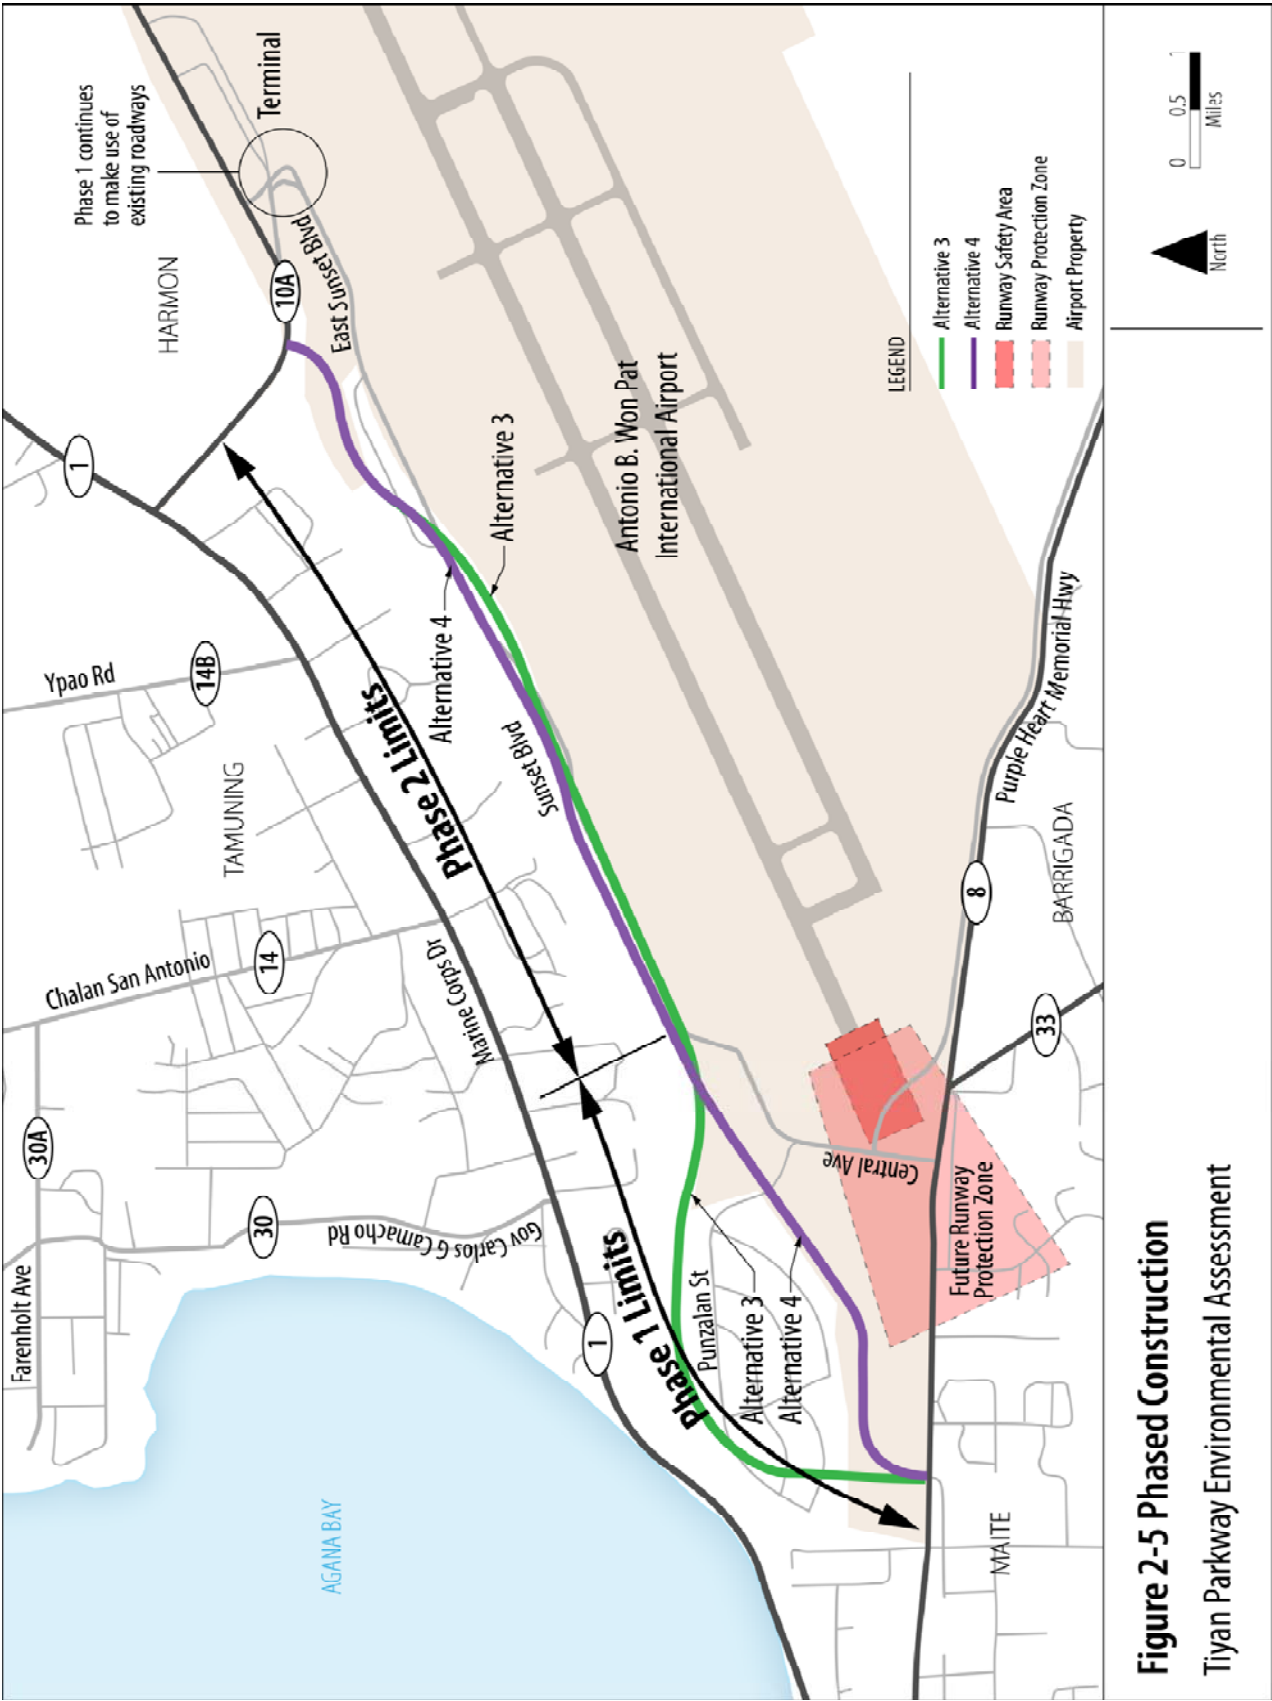 Phase 1 continues
to make use of
existing roadways
Terminal
HARMON
10A
East Sunset Blvd
1
Ypao Rd
14B
TAMUNING
Chalan San Antonio
14
30A
Farenholt Ave
30
Gov Carlos G Camacho Rd
Marine Corps Dr
1
AGANA BAY
Phase 2 Limits
Phase 1 Limits
Alternative 4
Alternative 3
Sunset Blvd
Antonio B. Won Pat
International Airport
Punzalan St
Alternative 3
Alternative 4
Central Ave
Future Runway
Protection Zone
Purple Heart Memorial Hwy
8
33
BARRIGADA
MAITE
LEGEND
Alternative 3
Alternative 4
Runway Safety Area
Runway Protection Zone
Airport Property
Figure 2-5 Phased Construction
Tiyan Parkway Environmental Assessment
North
0 0.5 1
Miles